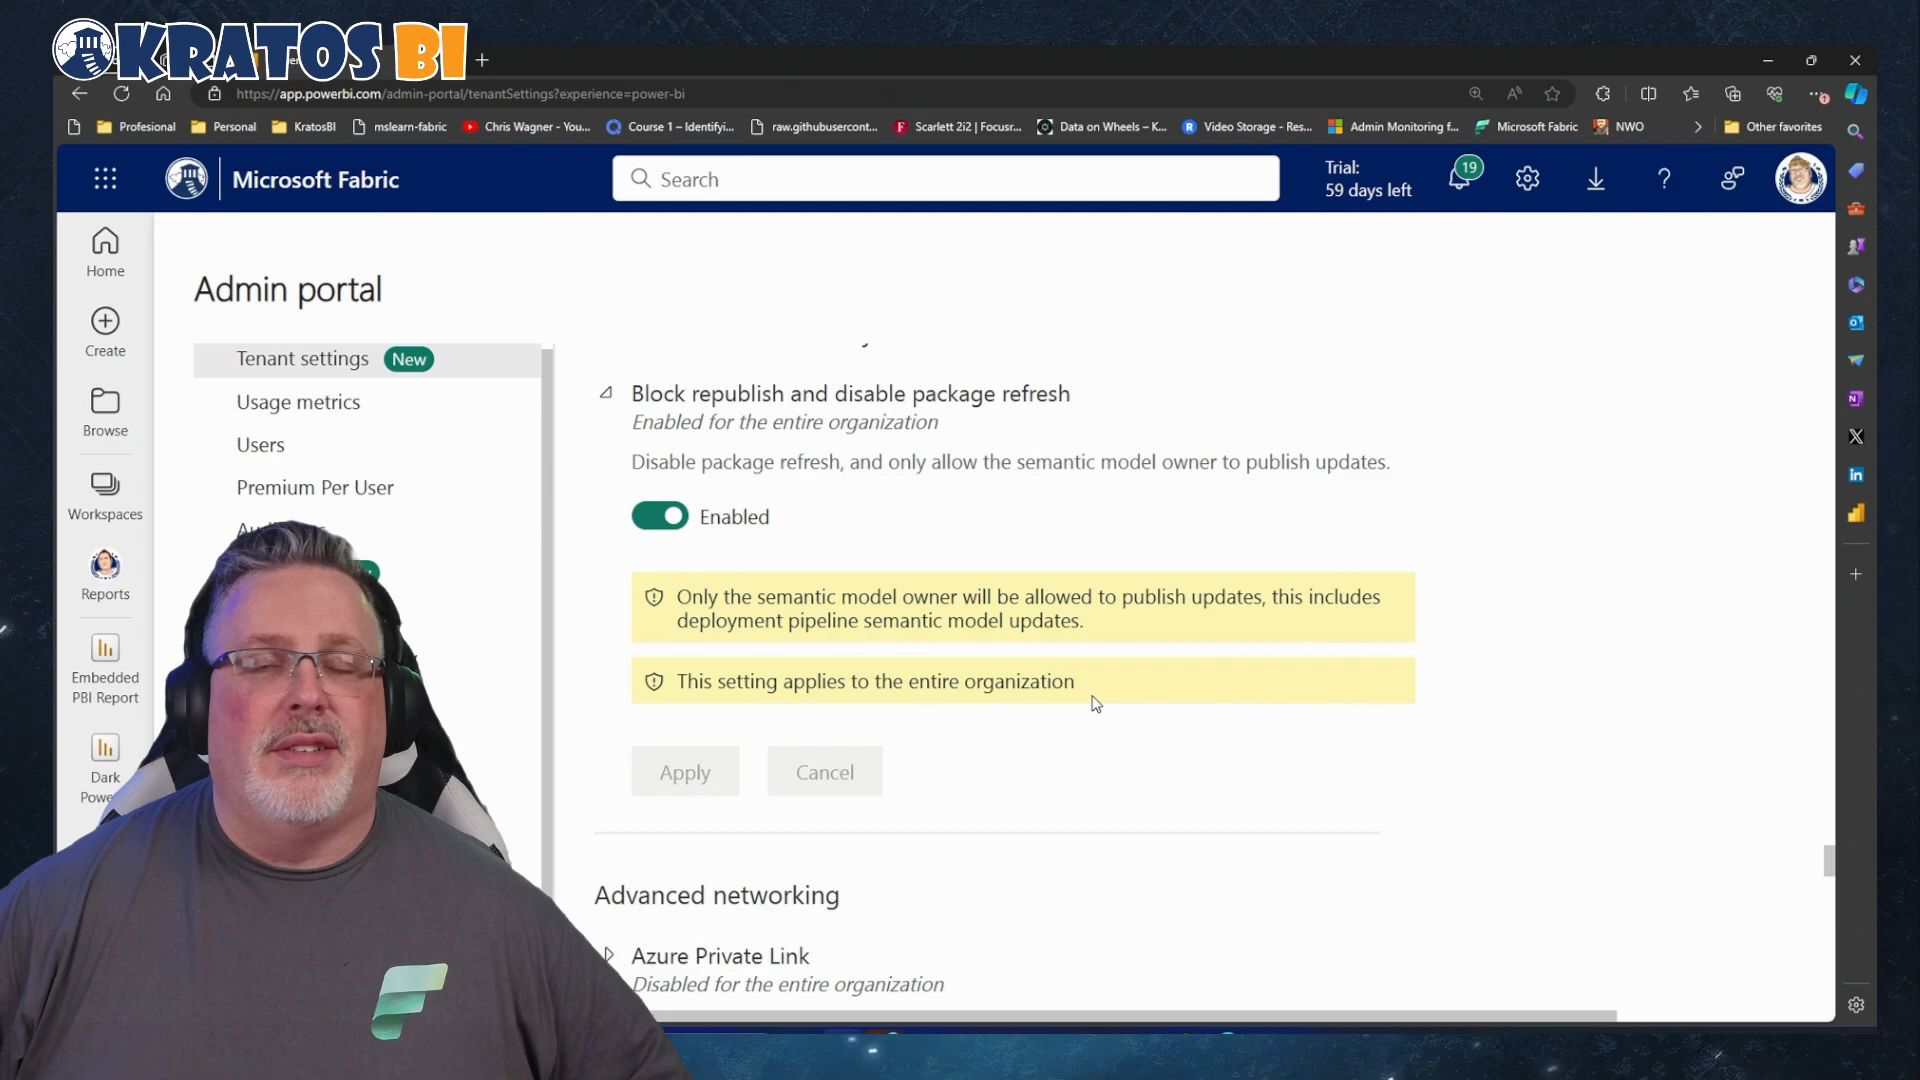 KRATOS BI
https://app.powerbi.com/admin-portal/tenantSettings?experience=power-bi
Profesional
Personal
KratosBI
mslearn-fabric
Chris Wagner - You...
Course 1 – Identifyi...
raw.githubusercont...
Scarlett 2i2 | Focusr...
Data on Wheels – K...
Video Storage - Res...
Admin Monitoring f...
Microsoft Fabric
NWO
Other favorites
Microsoft Fabric
Search
Trial:
59 days left
19
Home
Create
Browse
Workspaces
Reports
Embedded
PBI Report
Dark
Admin portal
Tenant settings New
Usage metrics
Users
Premium Per User
Block republish and disable package refresh
Enabled for the entire organization
Disable package refresh, and only allow the semantic model owner to publish updates.
Enabled
Only the semantic model owner will be allowed to publish updates, this includes
deployment pipeline semantic model updates.
This setting applies to the entire organization
Apply
Cancel
Advanced networking
Azure Private Link
Disabled for the entire organization